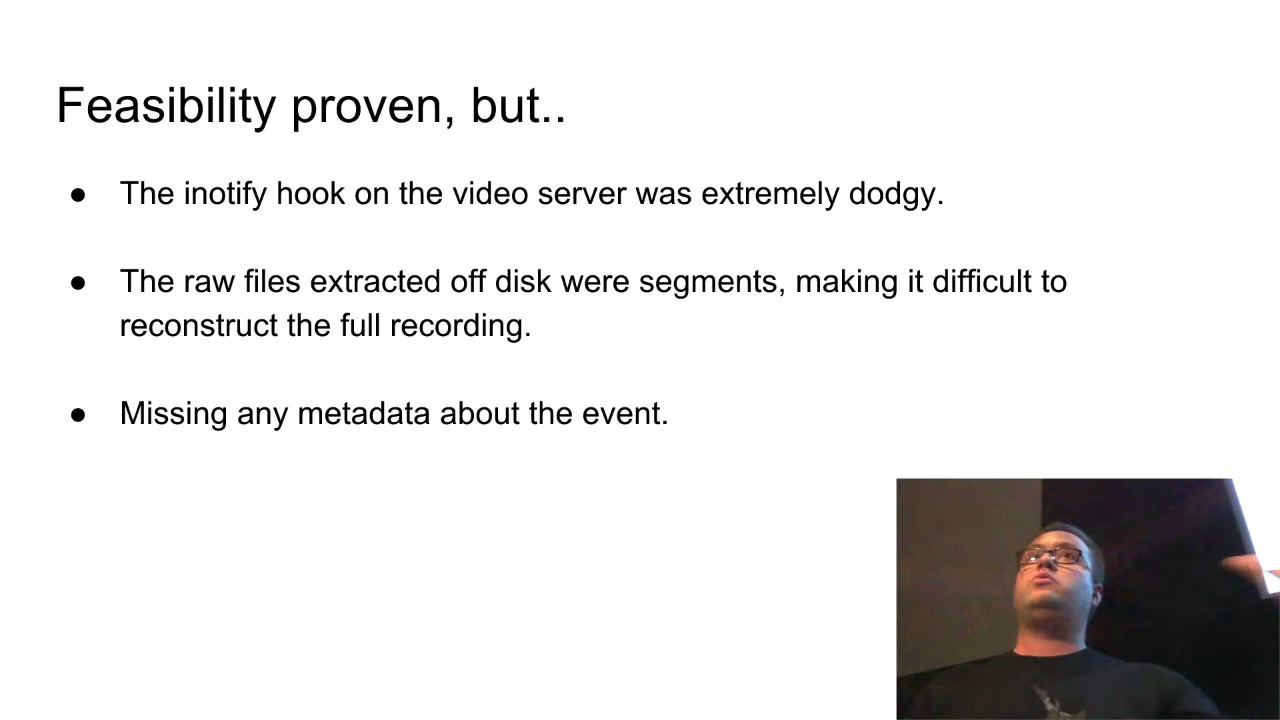 Feasibility proven, but..
● The inotify hook on the video server was extremely dodgy.
● The raw files extracted off disk were segments, making it difficult to
reconstruct the full recording.
● Missing any metadata about the event.